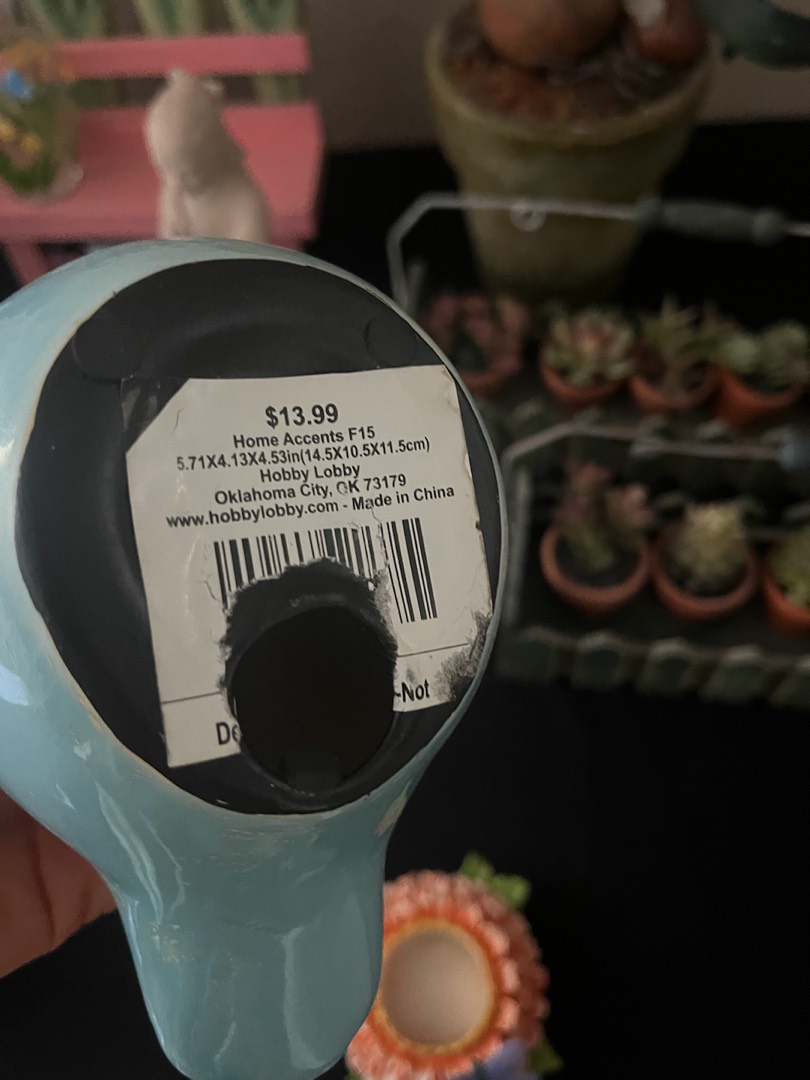 $13.99
Home Accents F15
5.71X4.13X4.53in(14.5X10.5X11.5cm)
Hobby Lobby
Oklahoma City, OK 73179
www.hobbylobby.com - Made in China
-Not